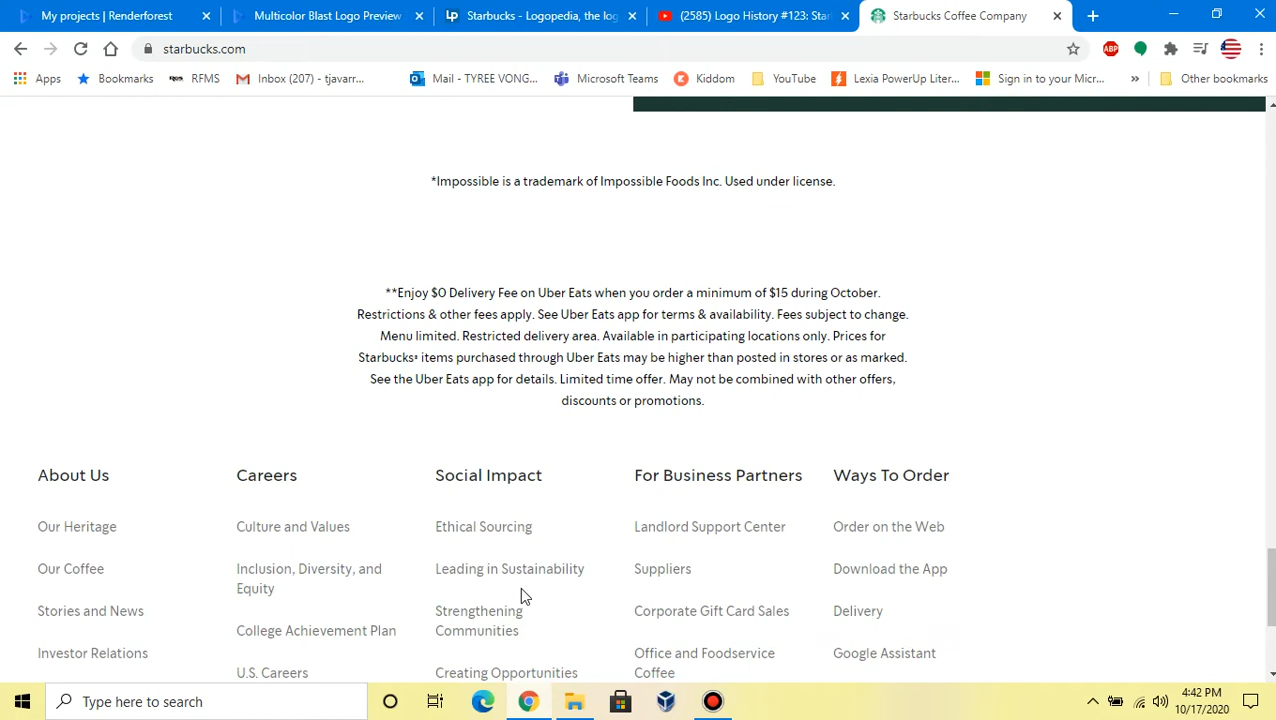 My projects | Renderforest
Multicolor Blast Logo Preview
Starbucks - Logopedia, the log
(2585) Logo History #123: Star
Starbucks Coffee Company
starbucks.com
ABP
Apps
Bookmarks
RFMS
Inbox (207) - tjavarr...
Mail - TYREE VONG...
Microsoft Teams
Kiddom
YouTube
Lexia PowerUp Liter...
Sign in to your Micr...
»
Other bookmarks
*Impossible is a trademark of Impossible Foods Inc. Used under license.
**Enjoy $0 Delivery Fee on Uber Eats when you order a minimum of $15 during October.
Restrictions & other fees apply. See Uber Eats app for terms & availability. Fees subject to change.
Menu limited. Restricted delivery area. Available in participating locations only. Prices for
Starbucks® items purchased through Uber Eats may be higher than posted in stores or as marked.
See the Uber Eats app for details. Limited time offer. May not be combined with other offers,
discounts or promotions.
About Us
Our Heritage
Our Coffee
Stories and News
Investor Relations
Careers
Culture and Values
Inclusion, Diversity, and
Equity
College Achievement Plan
U.S. Careers
Social Impact
Ethical Sourcing
Leading in Sustainability
Strengthening
Communities
Creating Opportunities
For Business Partners
Landlord Support Center
Suppliers
Corporate Gift Card Sales
Office and Foodservice
Coffee
Ways To Order
Order on the Web
Download the App
Delivery
Google Assistant
Type here to search
4:42 PM
10/17/2020